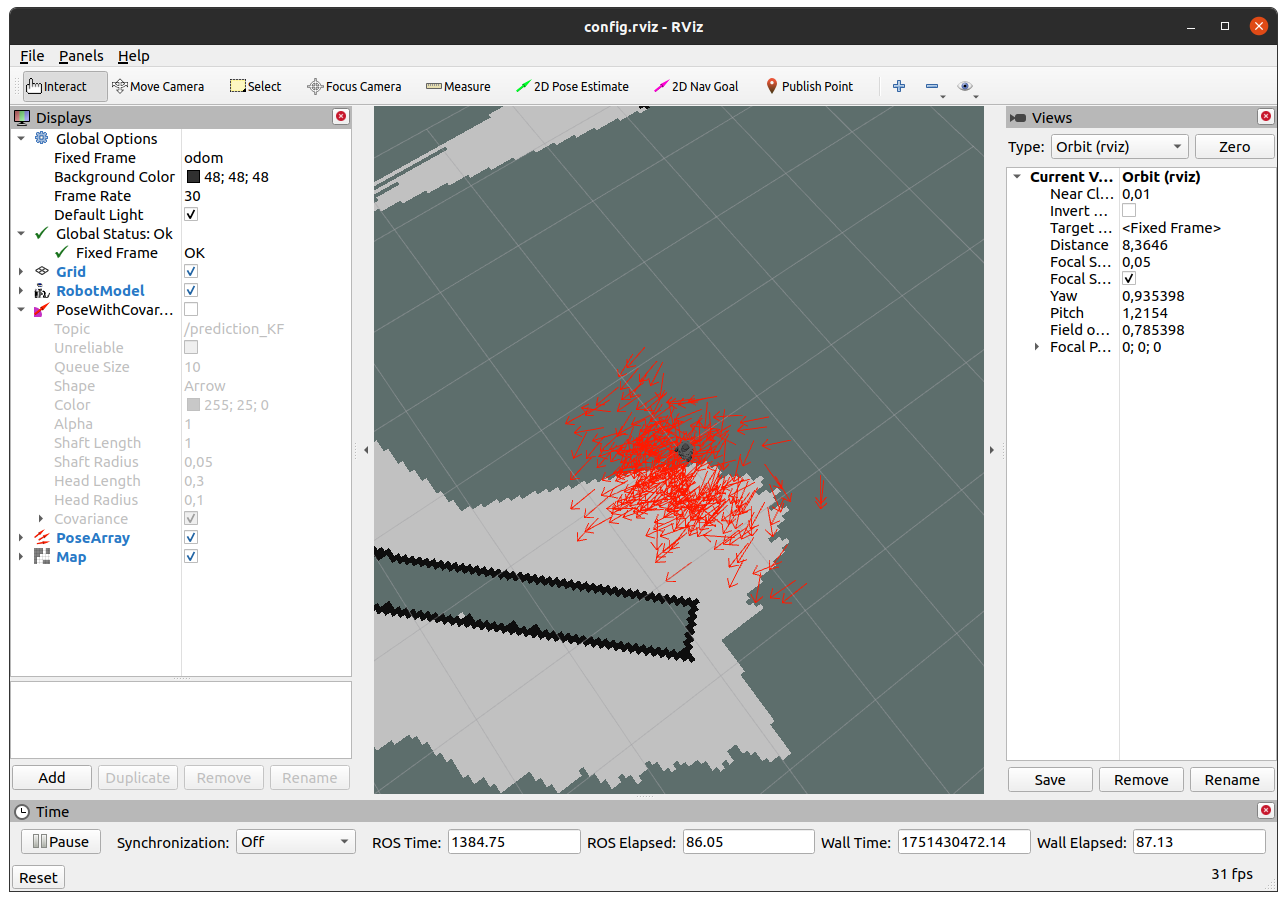 config.rviz - RViz
File Panels Help
Interact Move Camera Select Focus Camera Measure 2D Pose Estimate 2D Nav Goal Publish Point
Displays
Global Options
Fixed Frame odom
Background Color 48; 48; 48
Frame Rate 30
Default Light
Global Status: Ok
Fixed Frame OK
Grid
RobotModel
PoseWithCovar...
Topic /prediction_KF
Unreliable
Queue Size 10
Shape Arrow
Color 255; 25; 0
Alpha 1
Shaft Length 1
Shaft Radius 0,05
Head Length 0,3
Head Radius 0,1
Covariance
PoseArray
Map
Add Duplicate Remove Rename
Views
Type: Orbit (rviz) Zero
Current V... Orbit (rviz)
Near Cl... 0,01
Invert ...
Target ... <Fixed Frame>
Distance 8,3646
Focal S... 0,05
Focal S...
Yaw 0,935398
Pitch 1,2154
Field o... 0,785398
Focal P... 0; 0; 0
Save Remove Rename
Time
Pause Synchronization: Off ROS Time: 1384.75 ROS Elapsed: 86.05 Wall Time: 1751430472.14 Wall Elapsed: 87.13
Reset 31 fps